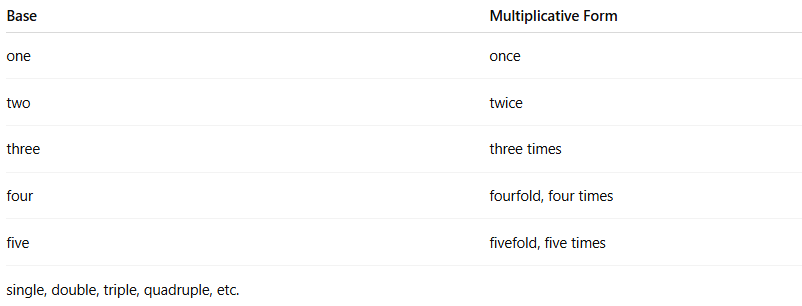 Base Multiplicative Form
one once
two twice
three three times
four fourfold, four times
five fivefold, five times
single, double, triple, quadruple, etc.